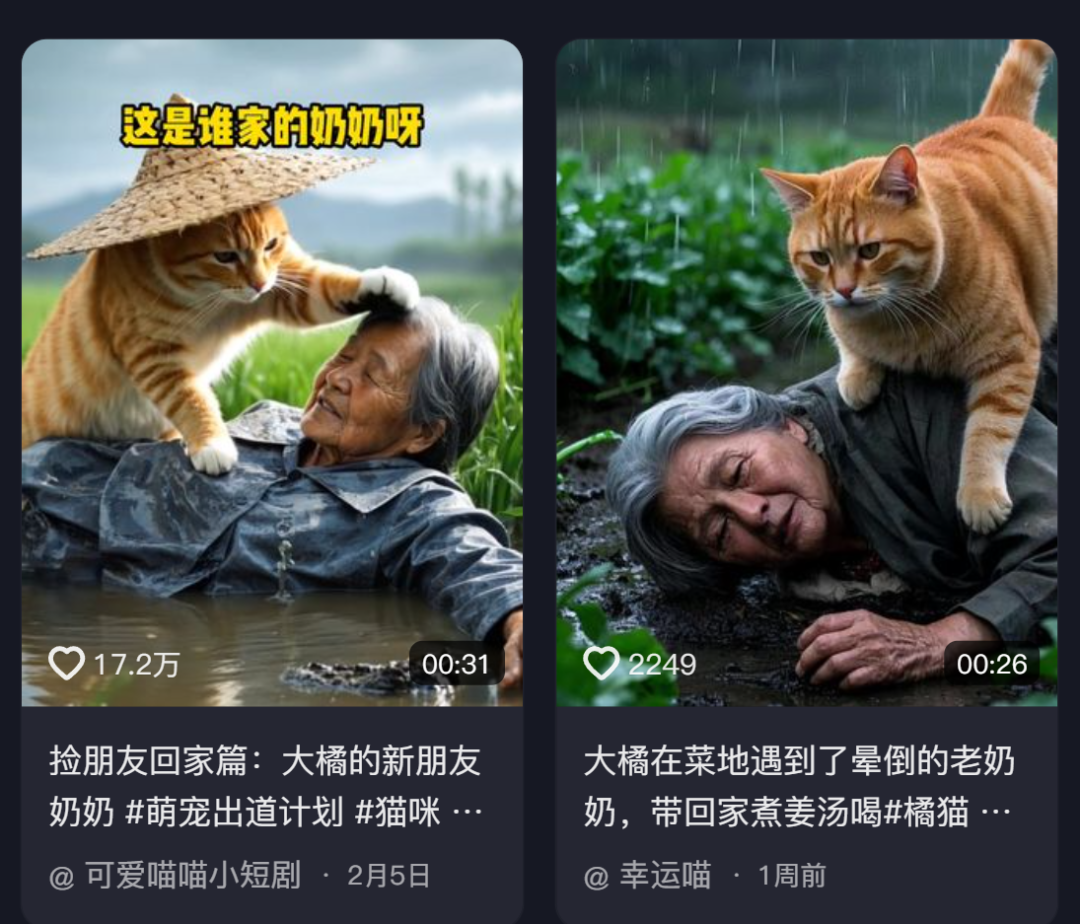 这是谁家的奶奶呀
17.2万
00:31
捡朋友回家篇：大橘的新朋友
奶奶 #萌宠出道计划 #猫咪 ···
@ 可爱喵喵小短剧 · 2月5日
2249
00:26
大橘在菜地遇到了晕倒的老奶
奶，带回家煮姜汤喝#橘猫 ···
@ 幸运喵 · 1周前